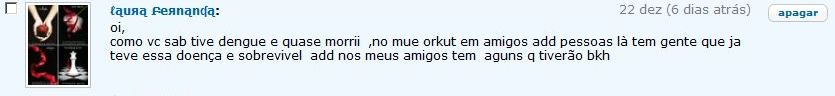 ℓąuяą ғeяnąnɖą:
22 dez (6 dias atrás)
apagar
oi,
como vc sab tive dengue e quase morrii ,no mue orkut em amigos add pessoas là tem gente que ja
teve essa doença e sobrevivel add nos meus amigos tem aguns q tiverão bkh